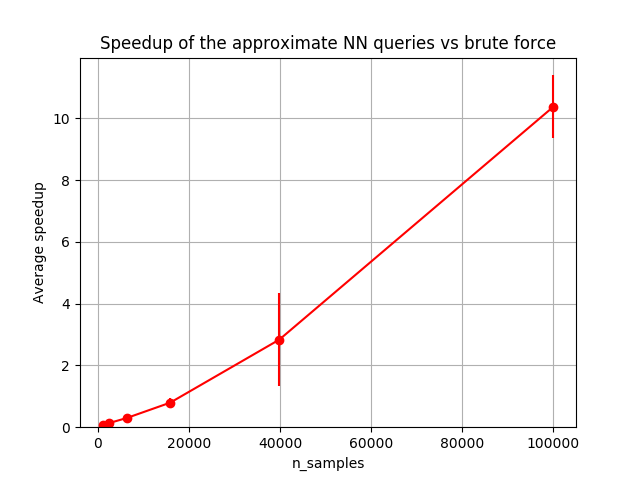 Speedup of the approximate NN queries vs brute force
Average speedup
10
8
6
4
2
0
0 20000 40000 60000 80000 100000
n_samples